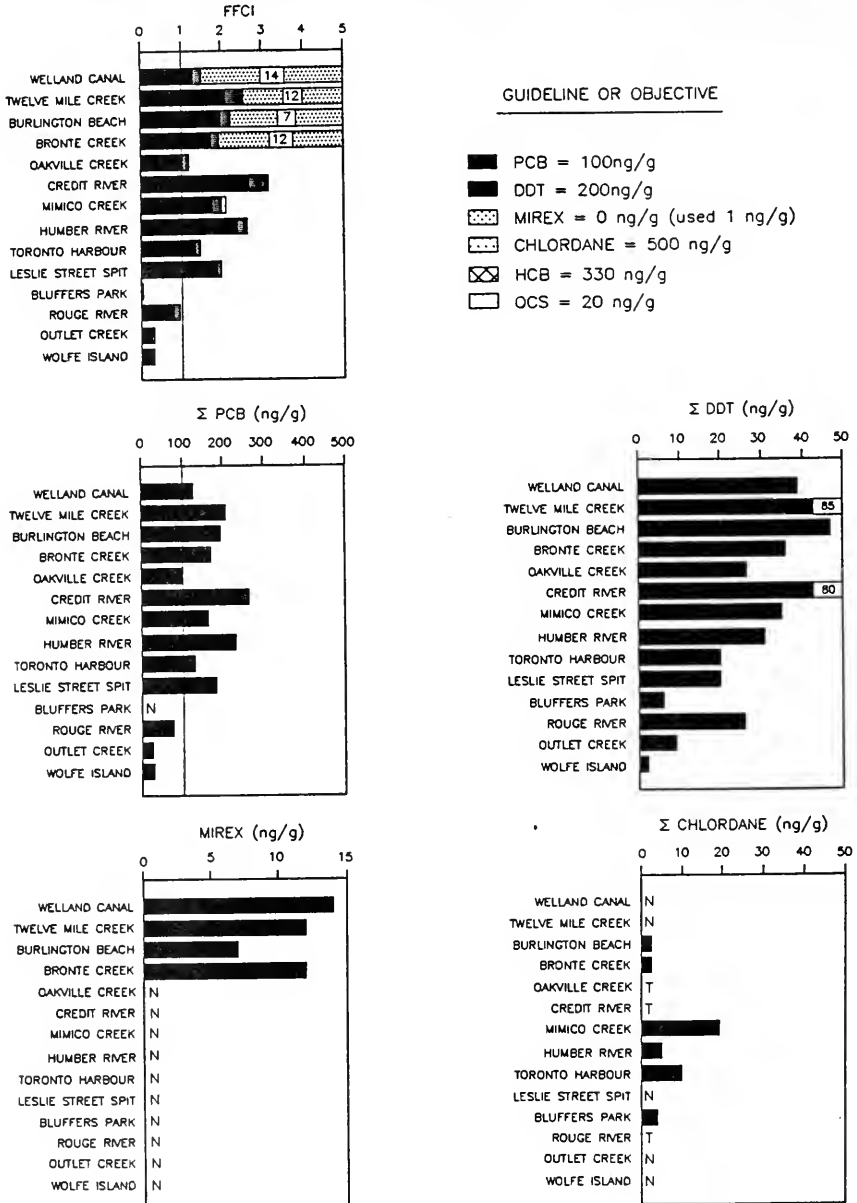 FFCI
0 1 2 3 4 5
WELLAND CANAL 14
TWELVE MILE CREEK 12
BURLINGTON BEACH 7
BRONTE CREEK 12
OAKVILLE CREEK
CREDIT RIVER
MIMICO CREEK
HUMBER RIVER
TORONTO HARBOUR
LESLIE STREET SPIT
BLUFFERS PARK
ROUGE RIVER
OUTLET CREEK
WOLFE ISLAND
GUIDELINE OR OBJECTIVE
PCB = 100ng/g
DDT = 200ng/g
MIREX = 0 ng/g (used 1 ng/g)
CHLORDANE = 500 ng/g
HCB = 330 ng/g
OCS = 20 ng/g
Σ PCB (ng/g)
0 100 200 300 400 500
WELLAND CANAL
TWELVE MILE CREEK
BURLINGTON BEACH
BRONTE CREEK
OAKVILLE CREEK
CREDIT RIVER
MIMICO CREEK
HUMBER RIVER
TORONTO HARBOUR
LESLIE STREET SPIT
BLUFFERS PARK N
ROUGE RIVER
OUTLET CREEK
WOLFE ISLAND
Σ DDT (ng/g)
0 10 20 30 40 50
WELLAND CANAL
TWELVE MILE CREEK 85
BURLINGTON BEACH
BRONTE CREEK
OAKVILLE CREEK
CREDIT RIVER 80
MIMICO CREEK
HUMBER RIVER
TORONTO HARBOUR
LESLIE STREET SPIT
BLUFFERS PARK
ROUGE RIVER
OUTLET CREEK
WOLFE ISLAND
MIREX (ng/g)
0 5 10 15
WELLAND CANAL
TWELVE MILE CREEK
BURLINGTON BEACH
BRONTE CREEK
OAKVILLE CREEK N
CREDIT RIVER N
MIMICO CREEK N
HUMBER RIVER N
TORONTO HARBOUR N
LESLIE STREET SPIT N
BLUFFERS PARK N
ROUGE RIVER N
OUTLET CREEK N
WOLFE ISLAND N
Σ CHLORDANE (ng/g)
0 10 20 30 40 50
WELLAND CANAL N
TWELVE MILE CREEK N
BURLINGTON BEACH
BRONTE CREEK
OAKVILLE CREEK T
CREDIT RIVER T
MIMICO CREEK
HUMBER RIVER
TORONTO HARBOUR
LESLIE STREET SPIT N
BLUFFERS PARK
ROUGE RIVER T
OUTLET CREEK N
WOLFE ISLAND N